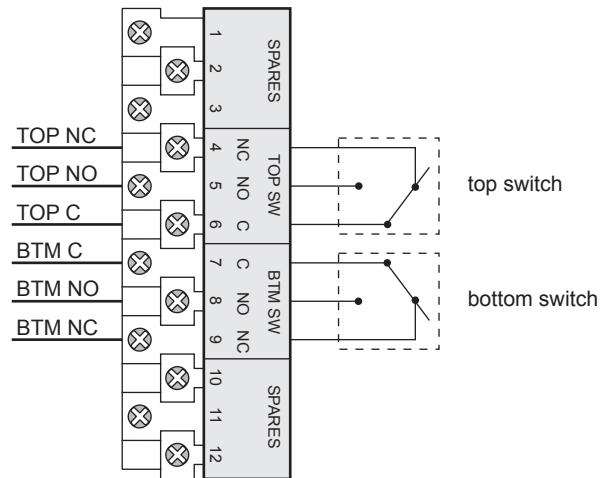 1
2
3
SPARES
TOP NC
TOP NO
TOP C
4
5
6
NC
NO
C
TOP SW
top switch
BTM C
BTM NO
BTM NC
7
8
9
C
NO
NC
BTM SW
bottom switch
10
11
12
SPARES